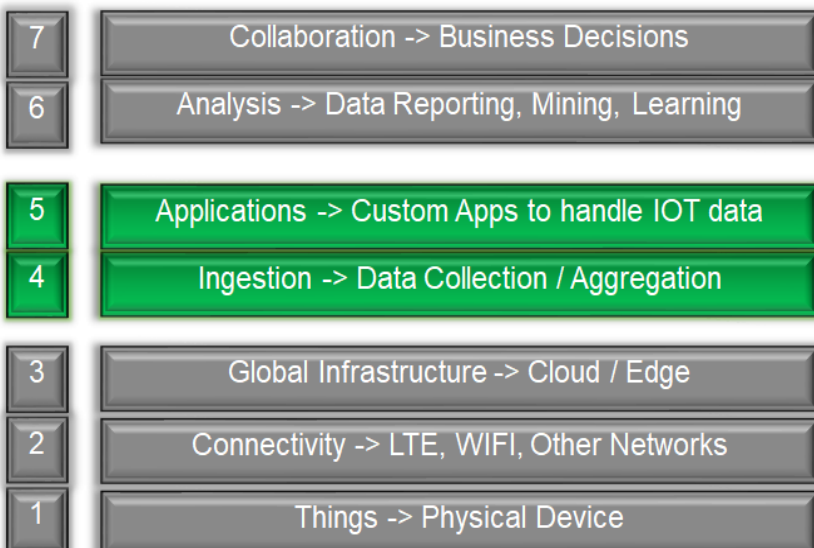 7 Collaboration -> Business Decisions
6 Analysis -> Data Reporting, Mining, Learning
5 Applications -> Custom Apps to handle IOT data
4 Ingestion -> Data Collection / Aggregation
3 Global Infrastructure -> Cloud / Edge
2 Connectivity -> LTE, WIFI, Other Networks
1 Things -> Physical Device